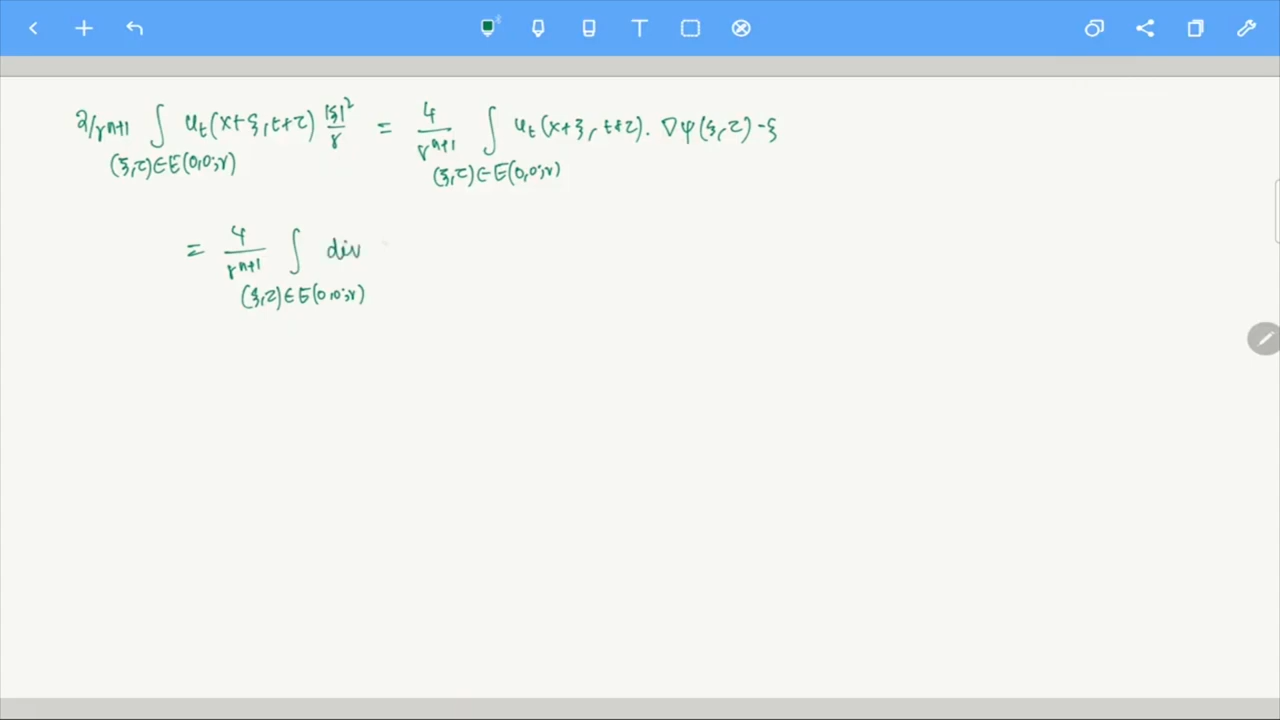 2/r^{n+1} ∫_{(ξ,τ)∈E(0,0;r)} u_t(x+ξ, t+τ) |ξ|²/r = 4/r^{n+1} ∫_{(ξ,τ)∈E(0,0;r)} u_t(x+ξ, t+τ). ∇ψ(ξ,τ) - ξ
= 4/r^{n+1} ∫_{(ξ,τ)∈E(0,0;r)} div